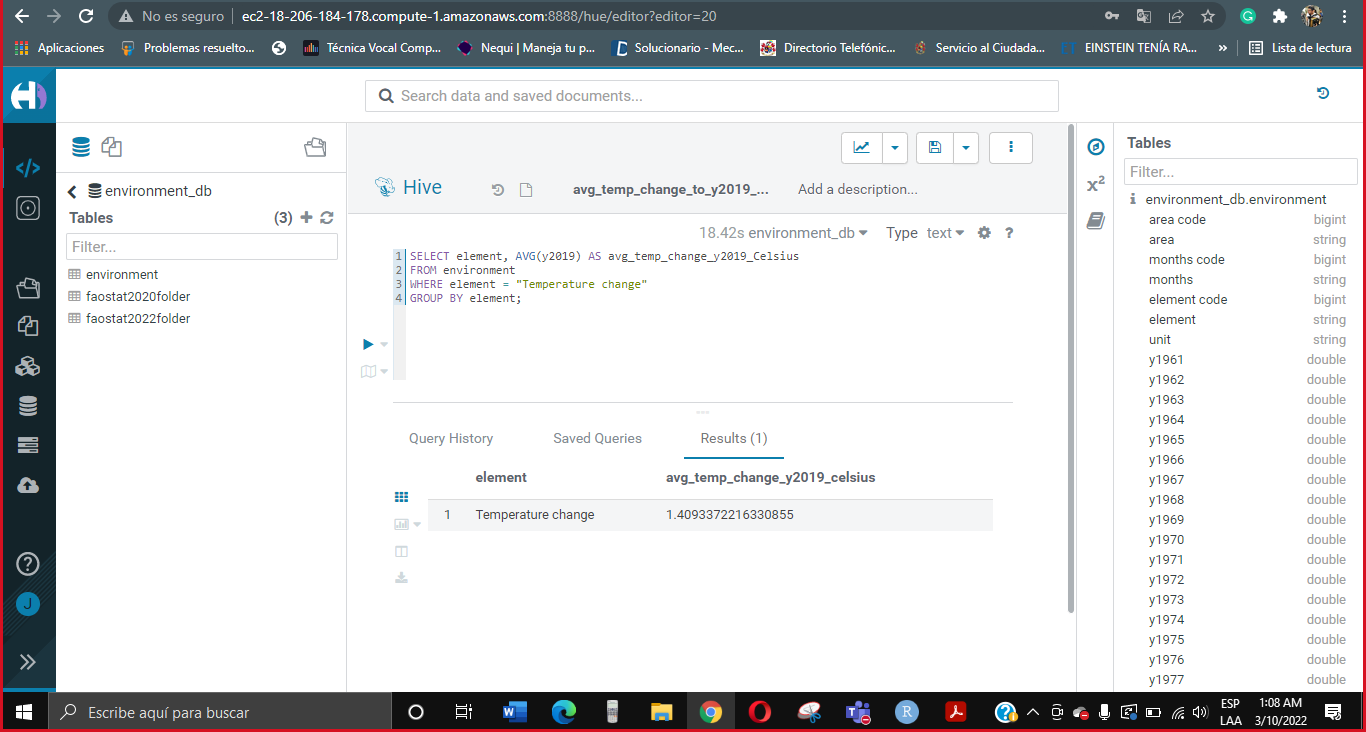 No es seguro
ec2-18-206-184-178.compute-1.amazonaws.com:8888/hue/editor?editor=20
Aplicaciones
Problemas resuelto...
Técnica Vocal Comp...
Nequi | Maneja tu p...
Solucionario - Mec...
Directorio Telefónic...
Servicio al Ciudada...
EINSTEIN TENÍA RA...
»
Lista de lectura
Search data and saved documents...
environment_db
Tables
(3)
Filter...
environment
faostat2020folder
faostat2022folder
J
Hive
avg_temp_change_to_y2019_...
Add a description...
18.42s environment_db
Type text
?
1 SELECT element, AVG(y2019) AS avg_temp_change_y2019_Celsius
2 FROM environment
3 WHERE element = "Temperature change"
4 GROUP BY element;
Query History
Saved Queries
Results (1)
element avg_temp_change_y2019_celsius
1 Temperature change 1.4093372216330855
x²
Tables
Filter...
environment_db.environment
area code bigint
area string
months code bigint
months string
element code bigint
element string
unit string
y1961 double
y1962 double
y1963 double
y1964 double
y1965 double
y1966 double
y1967 double
y1968 double
y1969 double
y1970 double
y1971 double
y1972 double
y1973 double
y1974 double
y1975 double
y1976 double
y1977 double
Escribe aquí para buscar
ESP
LAA
1:08 AM
3/10/2022